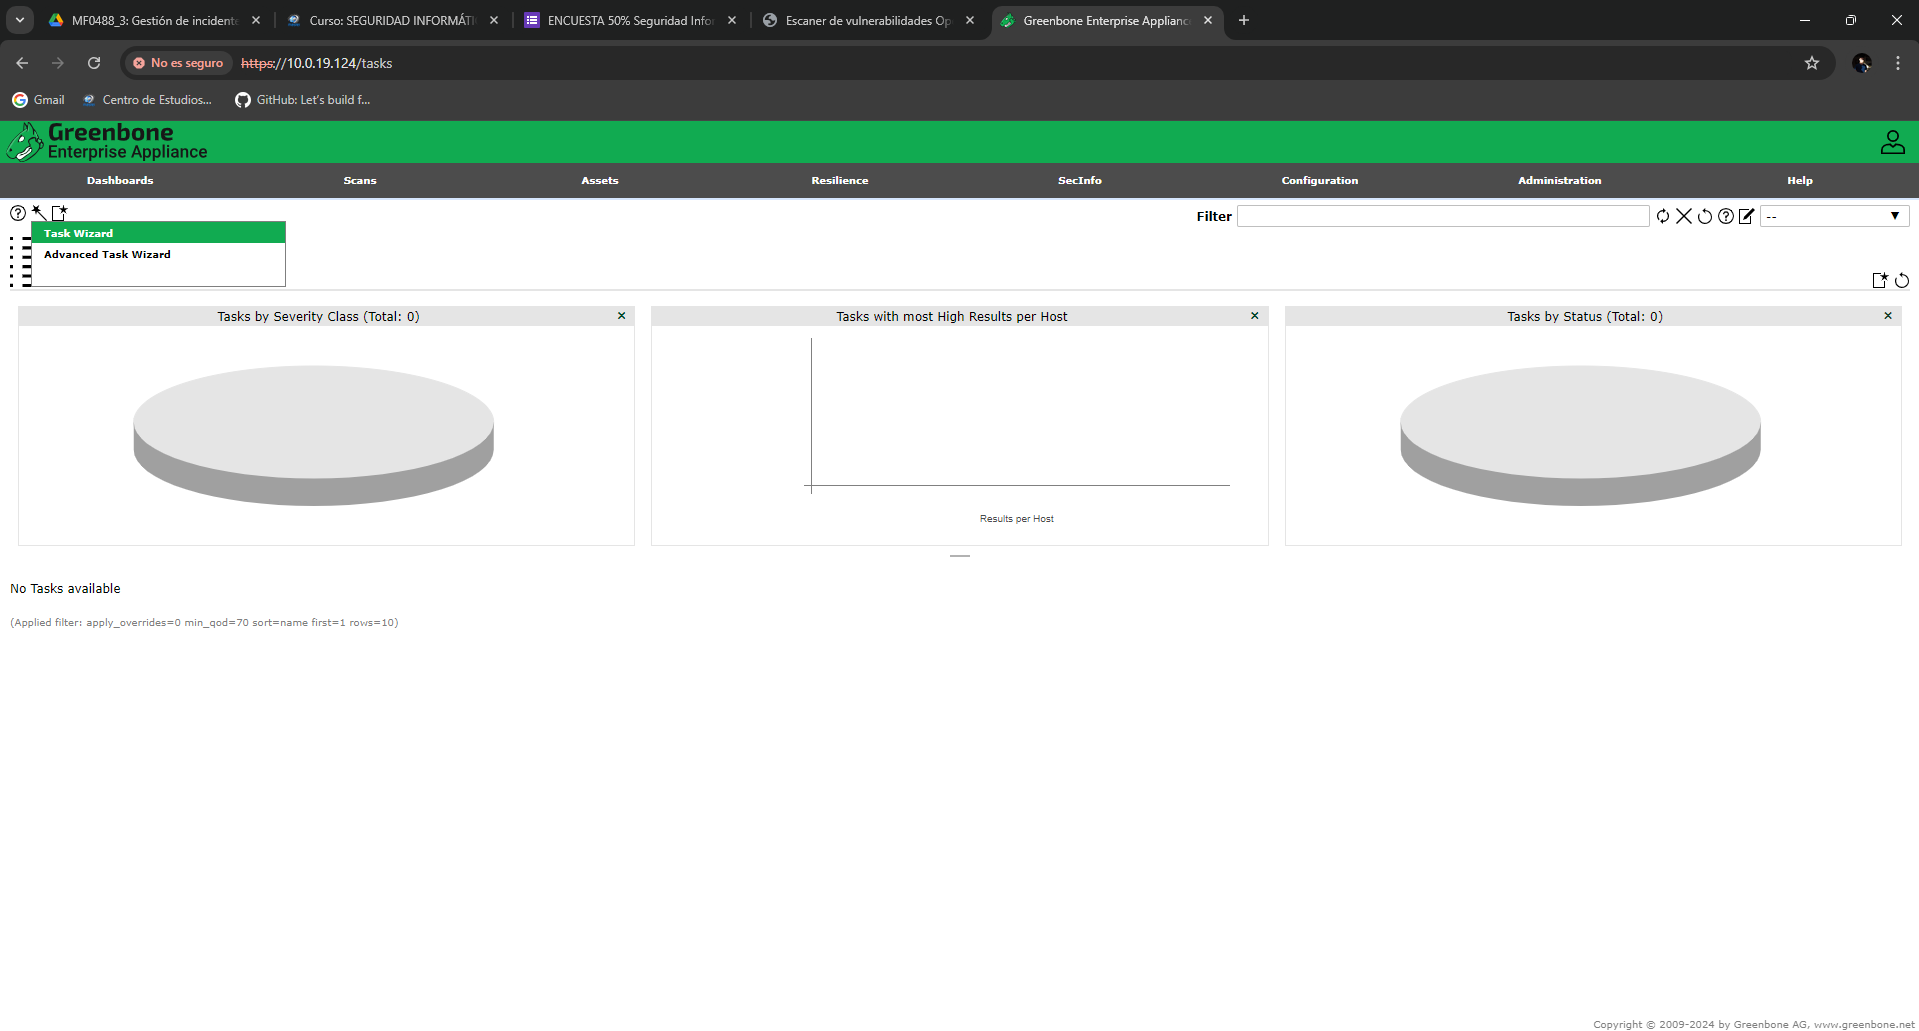 MF0488_3: Gestión de incidente
Curso: SEGURIDAD INFORMÁTI
ENCUESTA 50% Seguridad Infor
Escaner de vulnerabilidades Op
Greenbone Enterprise Appliance
No es seguro
https://10.0.19.124/tasks
Gmail
Centro de Estudios...
GitHub: Let's build f...
Greenbone
Enterprise Appliance
Dashboards
Scans
Assets
Resilience
SecInfo
Configuration
Administration
Help
Filter
--
Task Wizard
Advanced Task Wizard
Tasks by Severity Class (Total: 0)
Tasks with most High Results per Host
Tasks by Status (Total: 0)
Results per Host
No Tasks available
(Applied filter: apply_overrides=0 min_qod=70 sort=name first=1 rows=10)
Copyright © 2009-2024 by Greenbone AG, www.greenbone.net